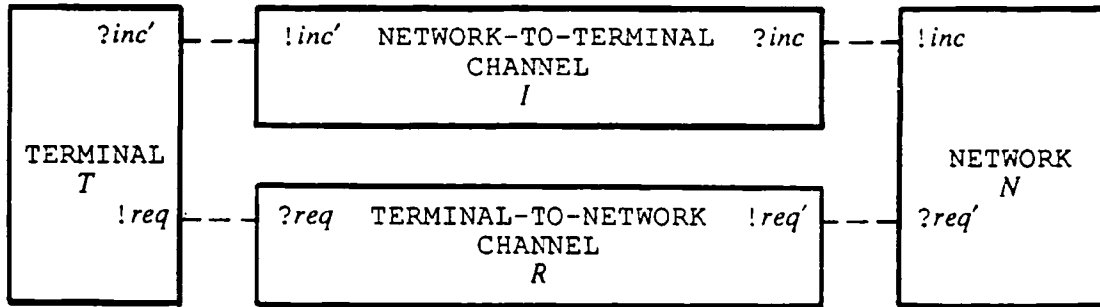 ?inc′ !inc′ NETWORK-TO-TERMINAL ?inc !inc
CHANNEL
I
TERMINAL
T
NETWORK
N
!req ?req TERMINAL-TO-NETWORK !req′ ?req′
CHANNEL
R